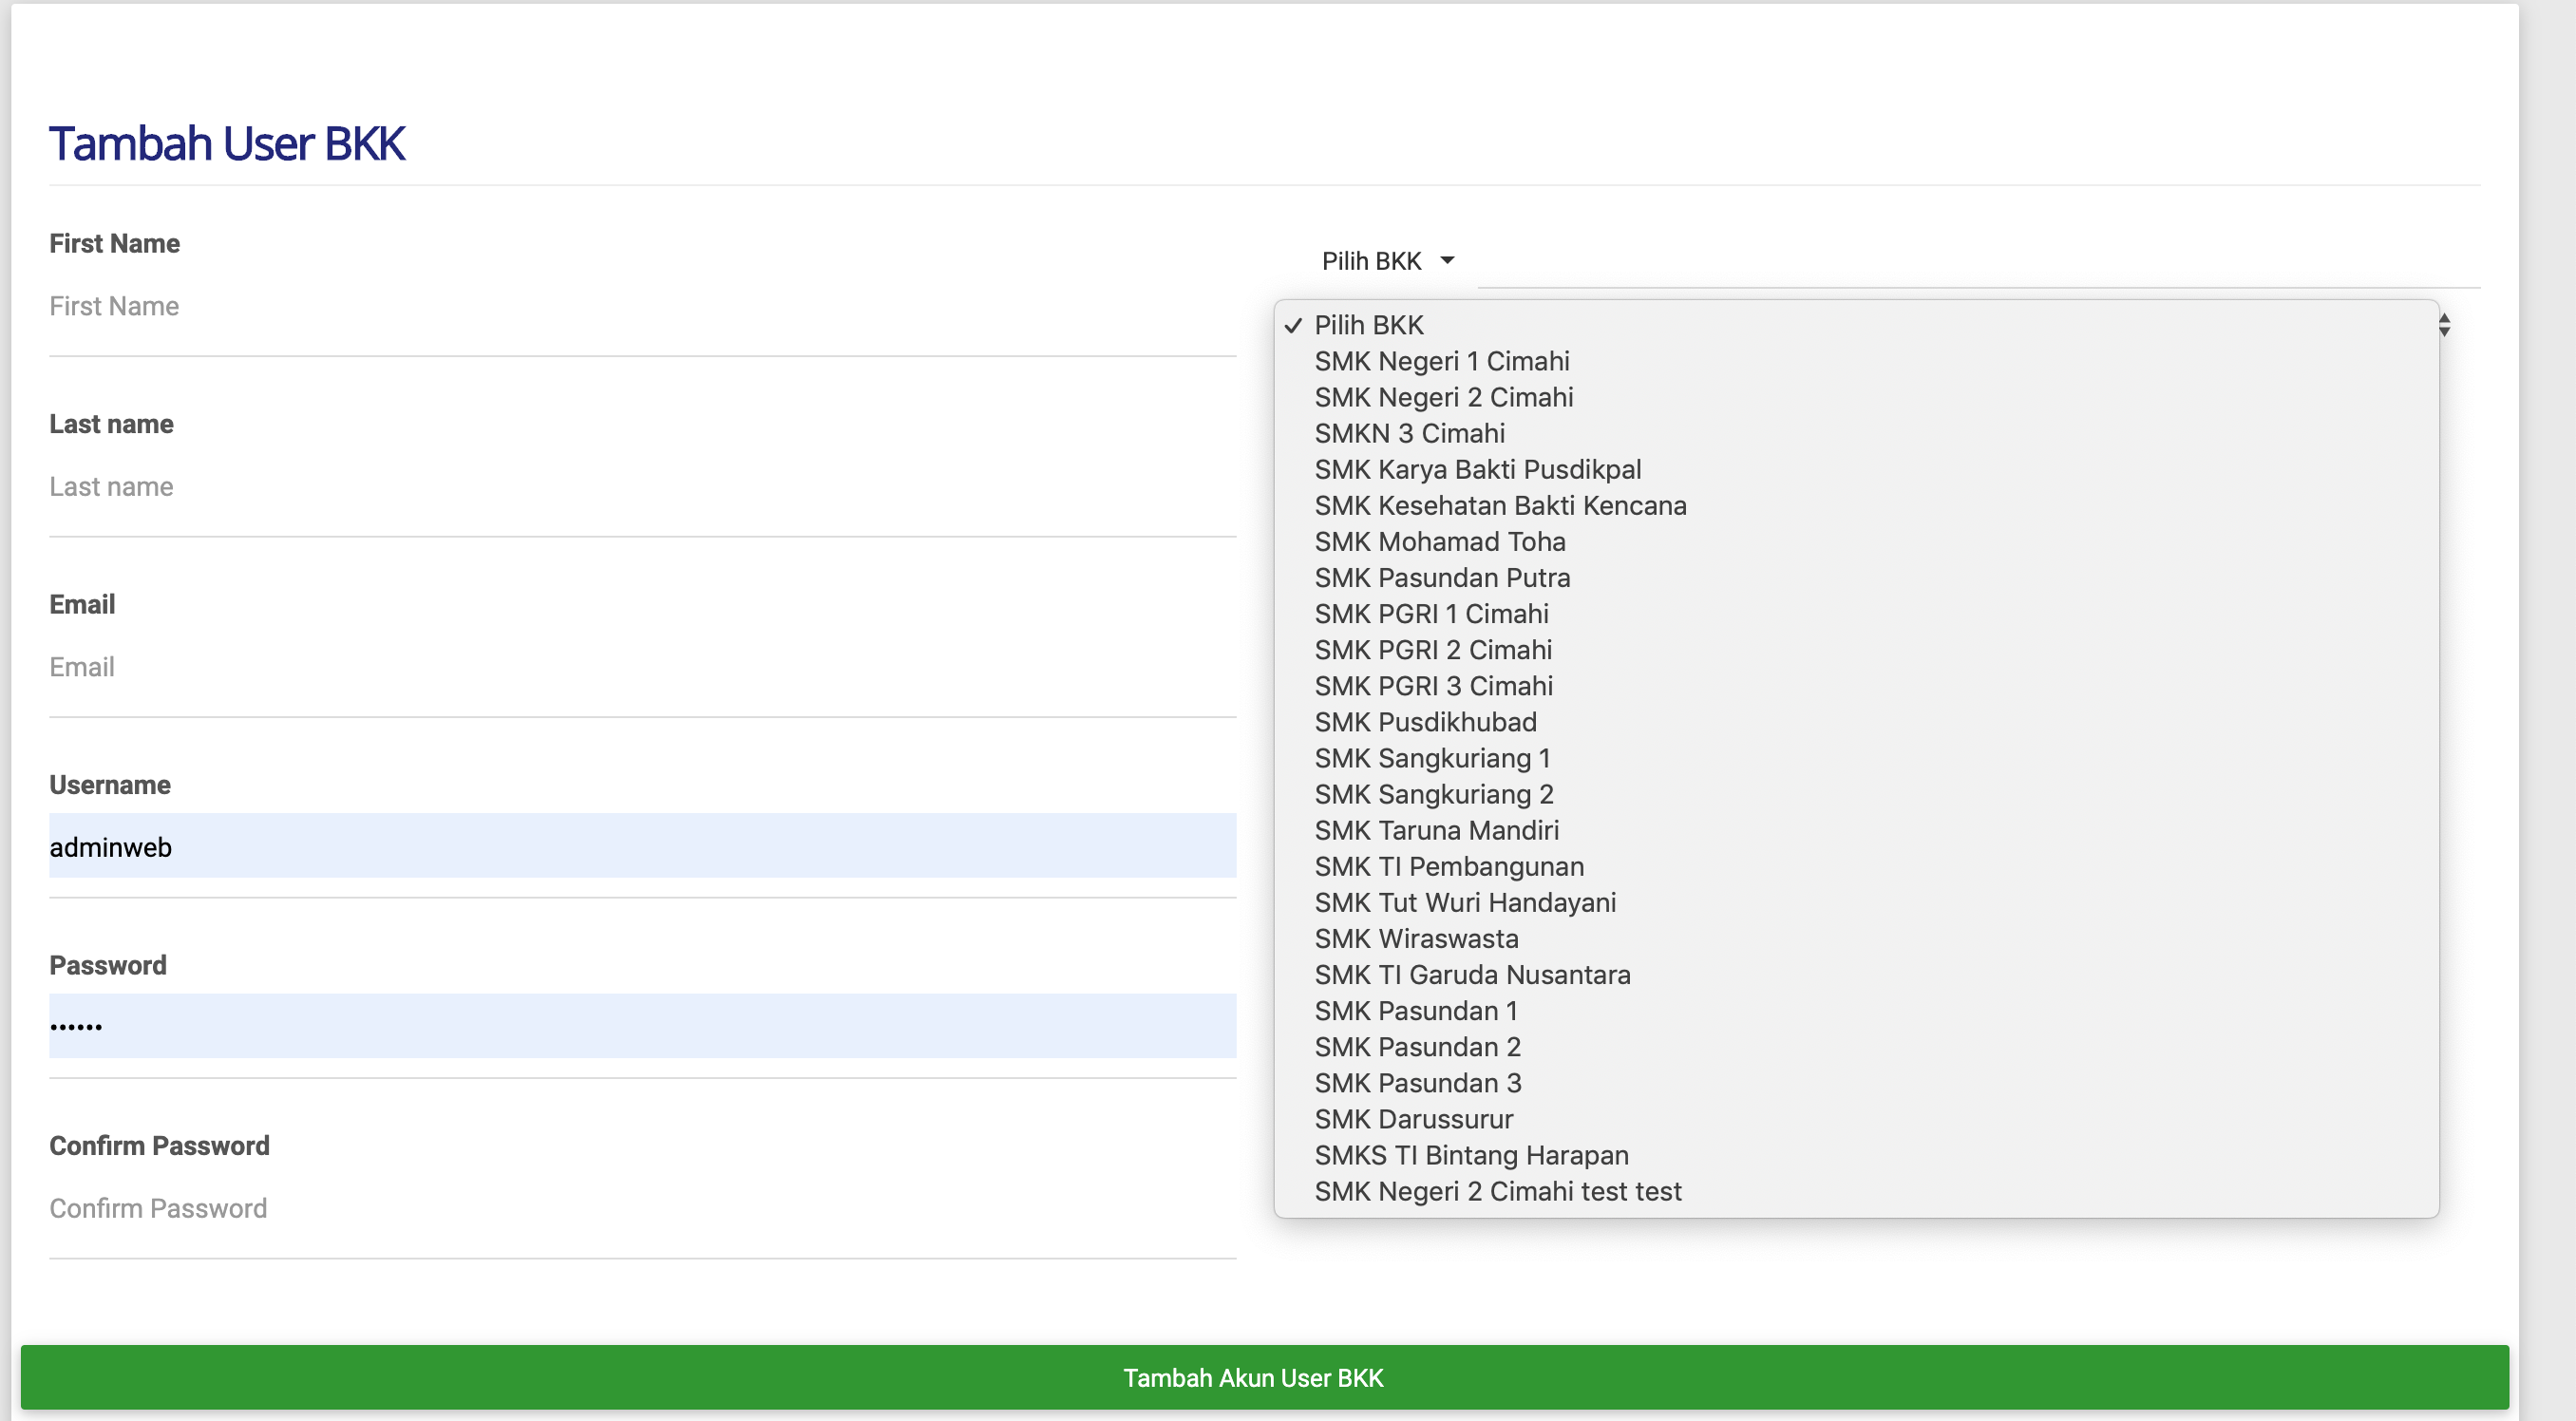 Tambah User BKK
First Name
First Name
Last name
Last name
Email
Email
Username
adminweb
Password
••••••
Confirm Password
Confirm Password
Pilih BKK
Pilih BKK
SMK Negeri 1 Cimahi
SMK Negeri 2 Cimahi
SMKN 3 Cimahi
SMK Karya Bakti Pusdikpal
SMK Kesehatan Bakti Kencana
SMK Mohamad Toha
SMK Pasundan Putra
SMK PGRI 1 Cimahi
SMK PGRI 2 Cimahi
SMK PGRI 3 Cimahi
SMK Pusdikhubad
SMK Sangkuriang 1
SMK Sangkuriang 2
SMK Taruna Mandiri
SMK TI Pembangunan
SMK Tut Wuri Handayani
SMK Wiraswasta
SMK TI Garuda Nusantara
SMK Pasundan 1
SMK Pasundan 2
SMK Pasundan 3
SMK Darussurur
SMKS TI Bintang Harapan
SMK Negeri 2 Cimahi test test
Tambah Akun User BKK